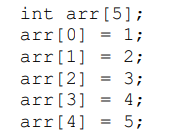 int arr[5];
arr[0] = 1;
arr[1] = 2;
arr[2] = 3;
arr[3] = 4;
arr[4] = 5;